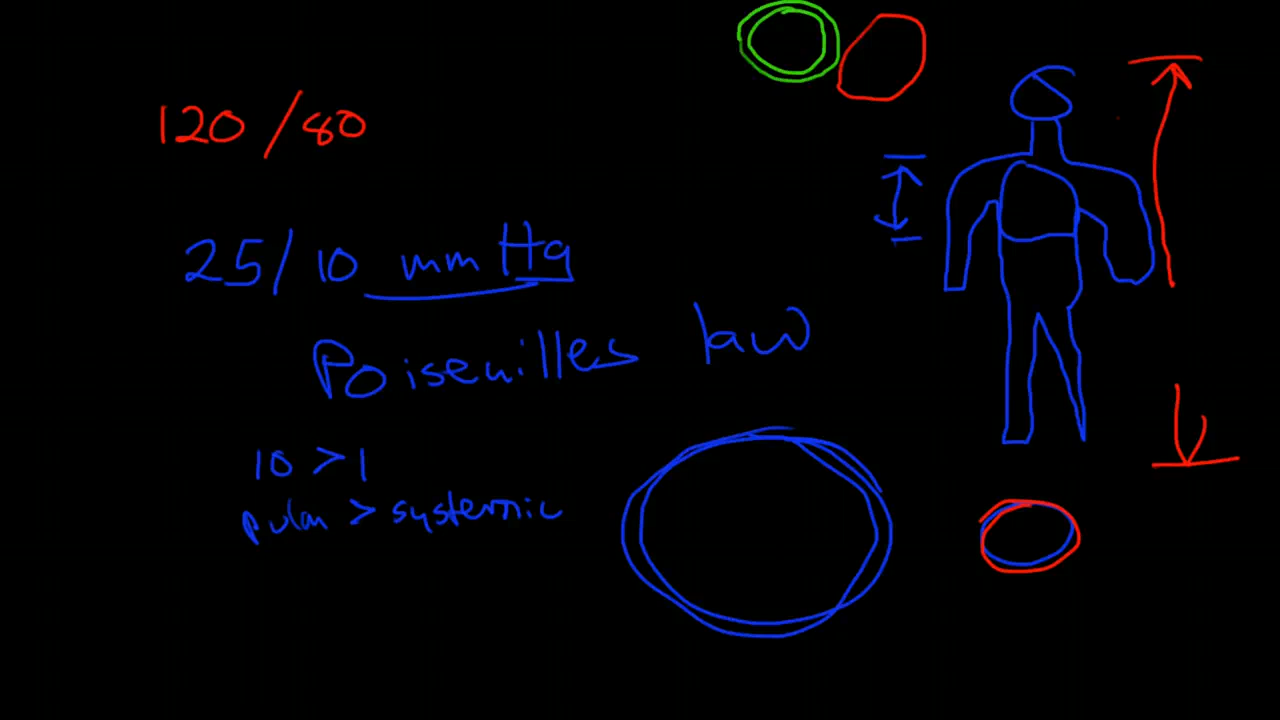 120/80
25/10 mmHg
Poiseuilles law
10 > 1
pulm > systemic